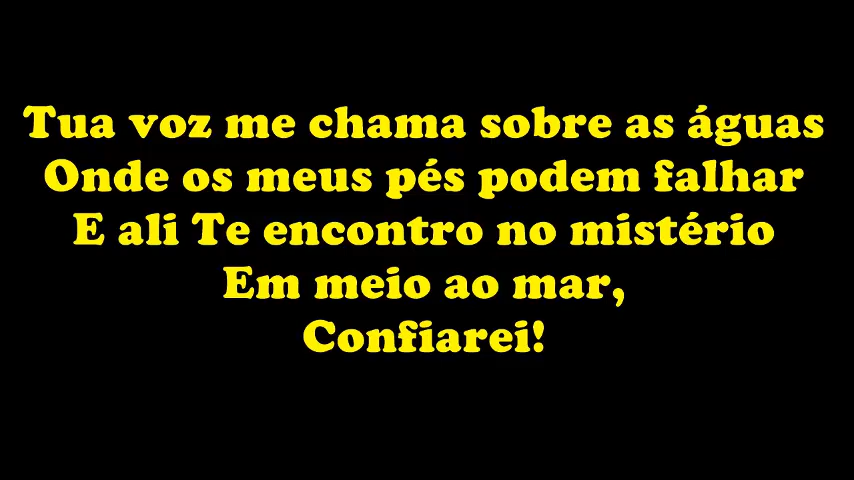 Tua voz me chama sobre as águas
Onde os meus pés podem falhar
E ali Te encontro no mistério
Em meio ao mar,
Confiarei!